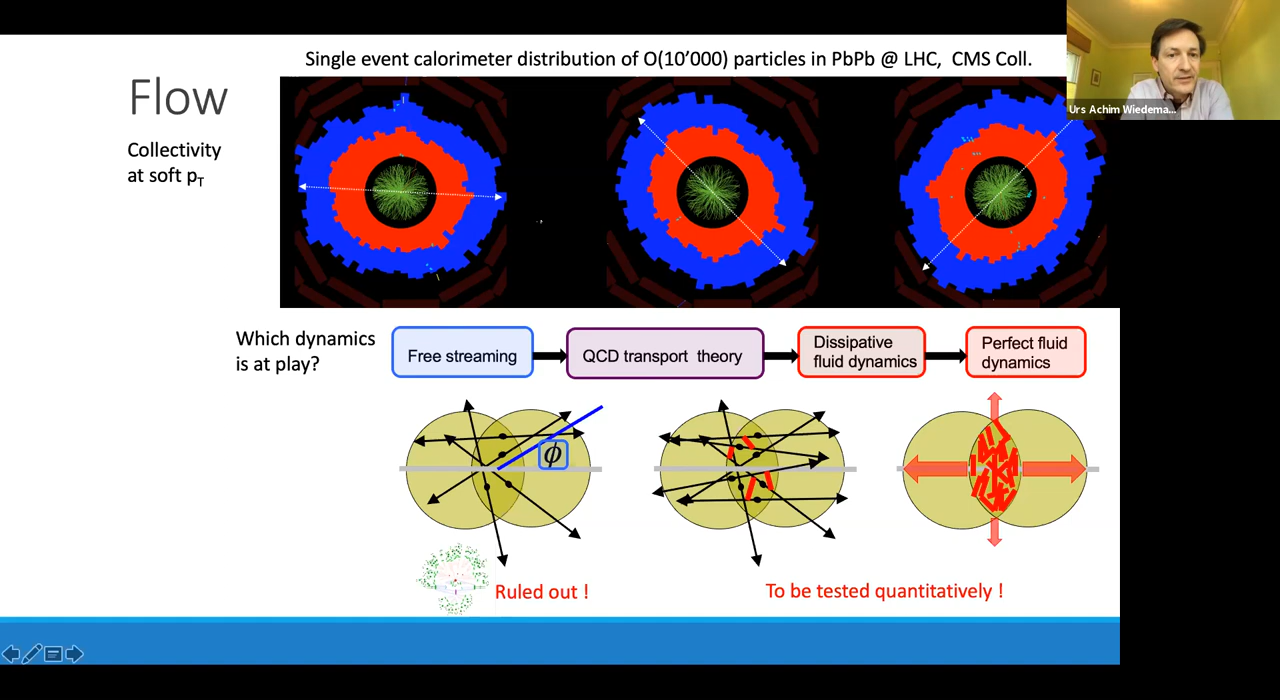 Single event calorimeter distribution of O(10’000) particles in PbPb @ LHC, CMS Coll.
Urs Achim Wiedema...
Flow
Collectivity
at soft pT
Which dynamics
is at play?
Free streaming
QCD transport theory
Dissipative
fluid dynamics
Perfect fluid
dynamics
ϕ
Ruled out !
To be tested quantitatively !